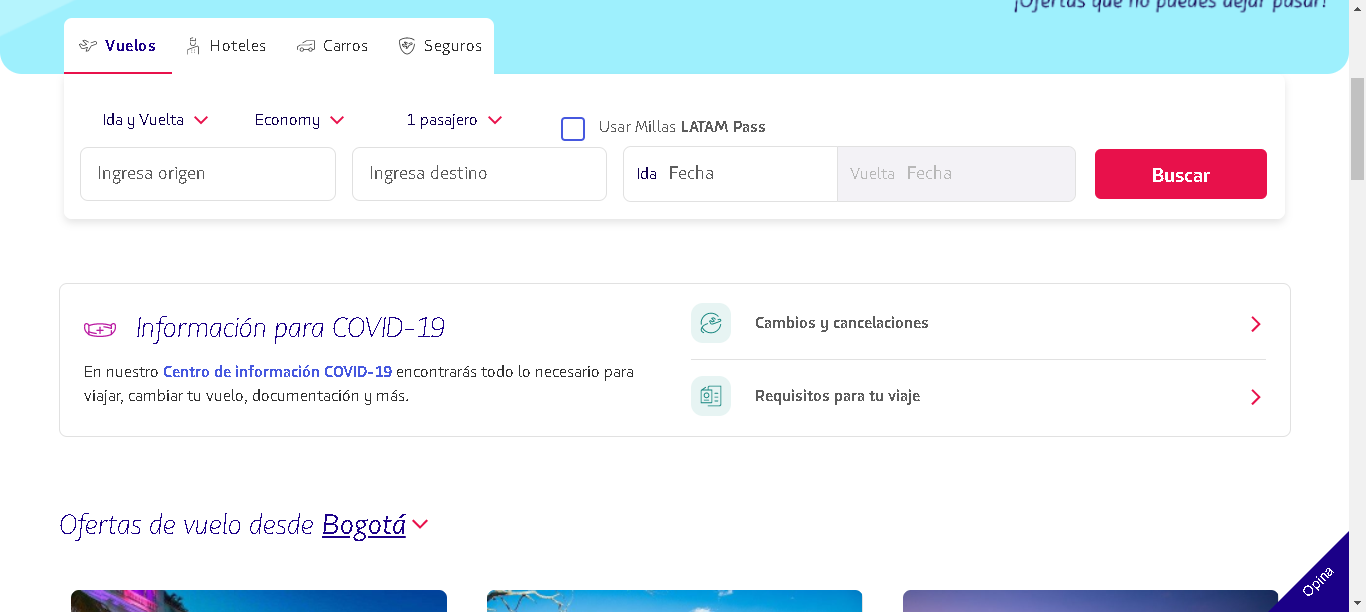 ¡Ofertas que no puedes dejar pasar!
Vuelos Hoteles Carros Seguros
Ida y Vuelta Economy 1 pasajero Usar Millas LATAM Pass
Ingresa origen Ingresa destino Ida Fecha Vuelta Fecha Buscar
Información para COVID-19
En nuestro Centro de información COVID-19 encontrarás todo lo necesario para
viajar, cambiar tu vuelo, documentación y más.
Cambios y cancelaciones
Requisitos para tu viaje
Ofertas de vuelo desde Bogotá
Opina